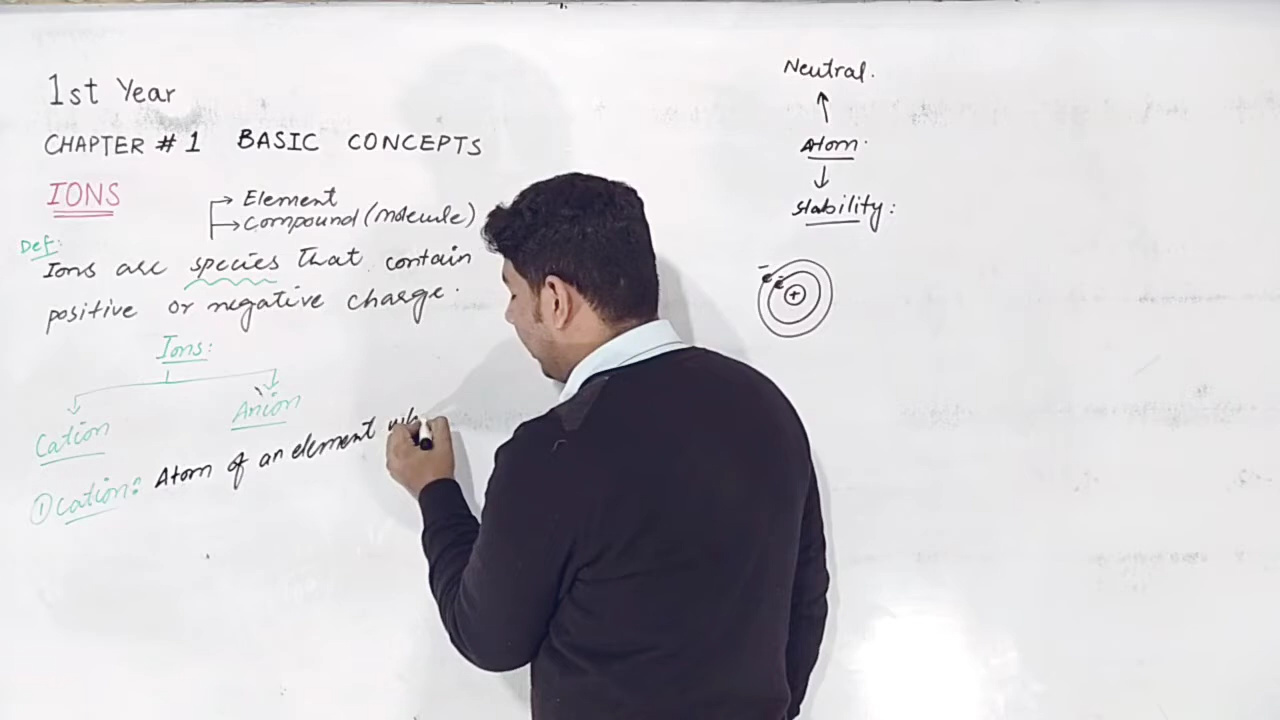 1st Year
CHAPTER # 1 BASIC CONCEPTS
IONS
Element
Compound (molecule)
Def:
Ions are species that contain
positive or negative charge.
Ions:
Cation
Anion
① Cation: Atom of an element wh
Neutral.
Atom.
Stability:
- e
- e
+